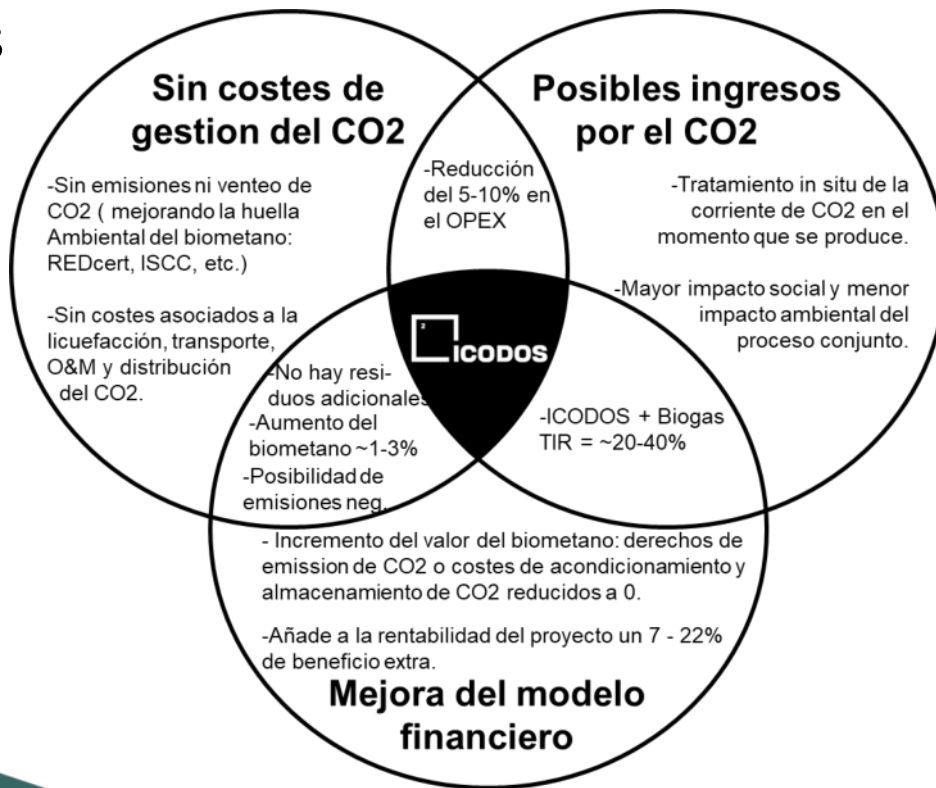 S
Sin costes de
gestion del CO2
-Sin emisiones ni venteo de
CO2 ( mejorando la huella
Ambiental del biometano:
REDcert, ISCC, etc.)
-Sin costes asociados a la
licuefacción, transporte,
O&M y distribución
del CO2.
-Reducción
del 5-10% en
el OPEX
Posibles ingresos
por el CO2
-Tratamiento in situ de la
corriente de CO2 en el
momento que se produce.
-Mayor impacto social y menor
impacto ambiental del
proceso conjunto.
2
ICODOS
-No hay resi-
duos adicionales
-Aumento del
biometano ~1-3%
-Posibilidad de
emisiones neg.
-ICODOS + Biogas
TIR = ~20-40%
- Incremento del valor del biometano: derechos de
emission de CO2 o costes de acondicionamiento y
almacenamiento de CO2 reducidos a 0.
-Añade a la rentabilidad del proyecto un 7 - 22%
de beneficio extra.
Mejora del modelo
financiero